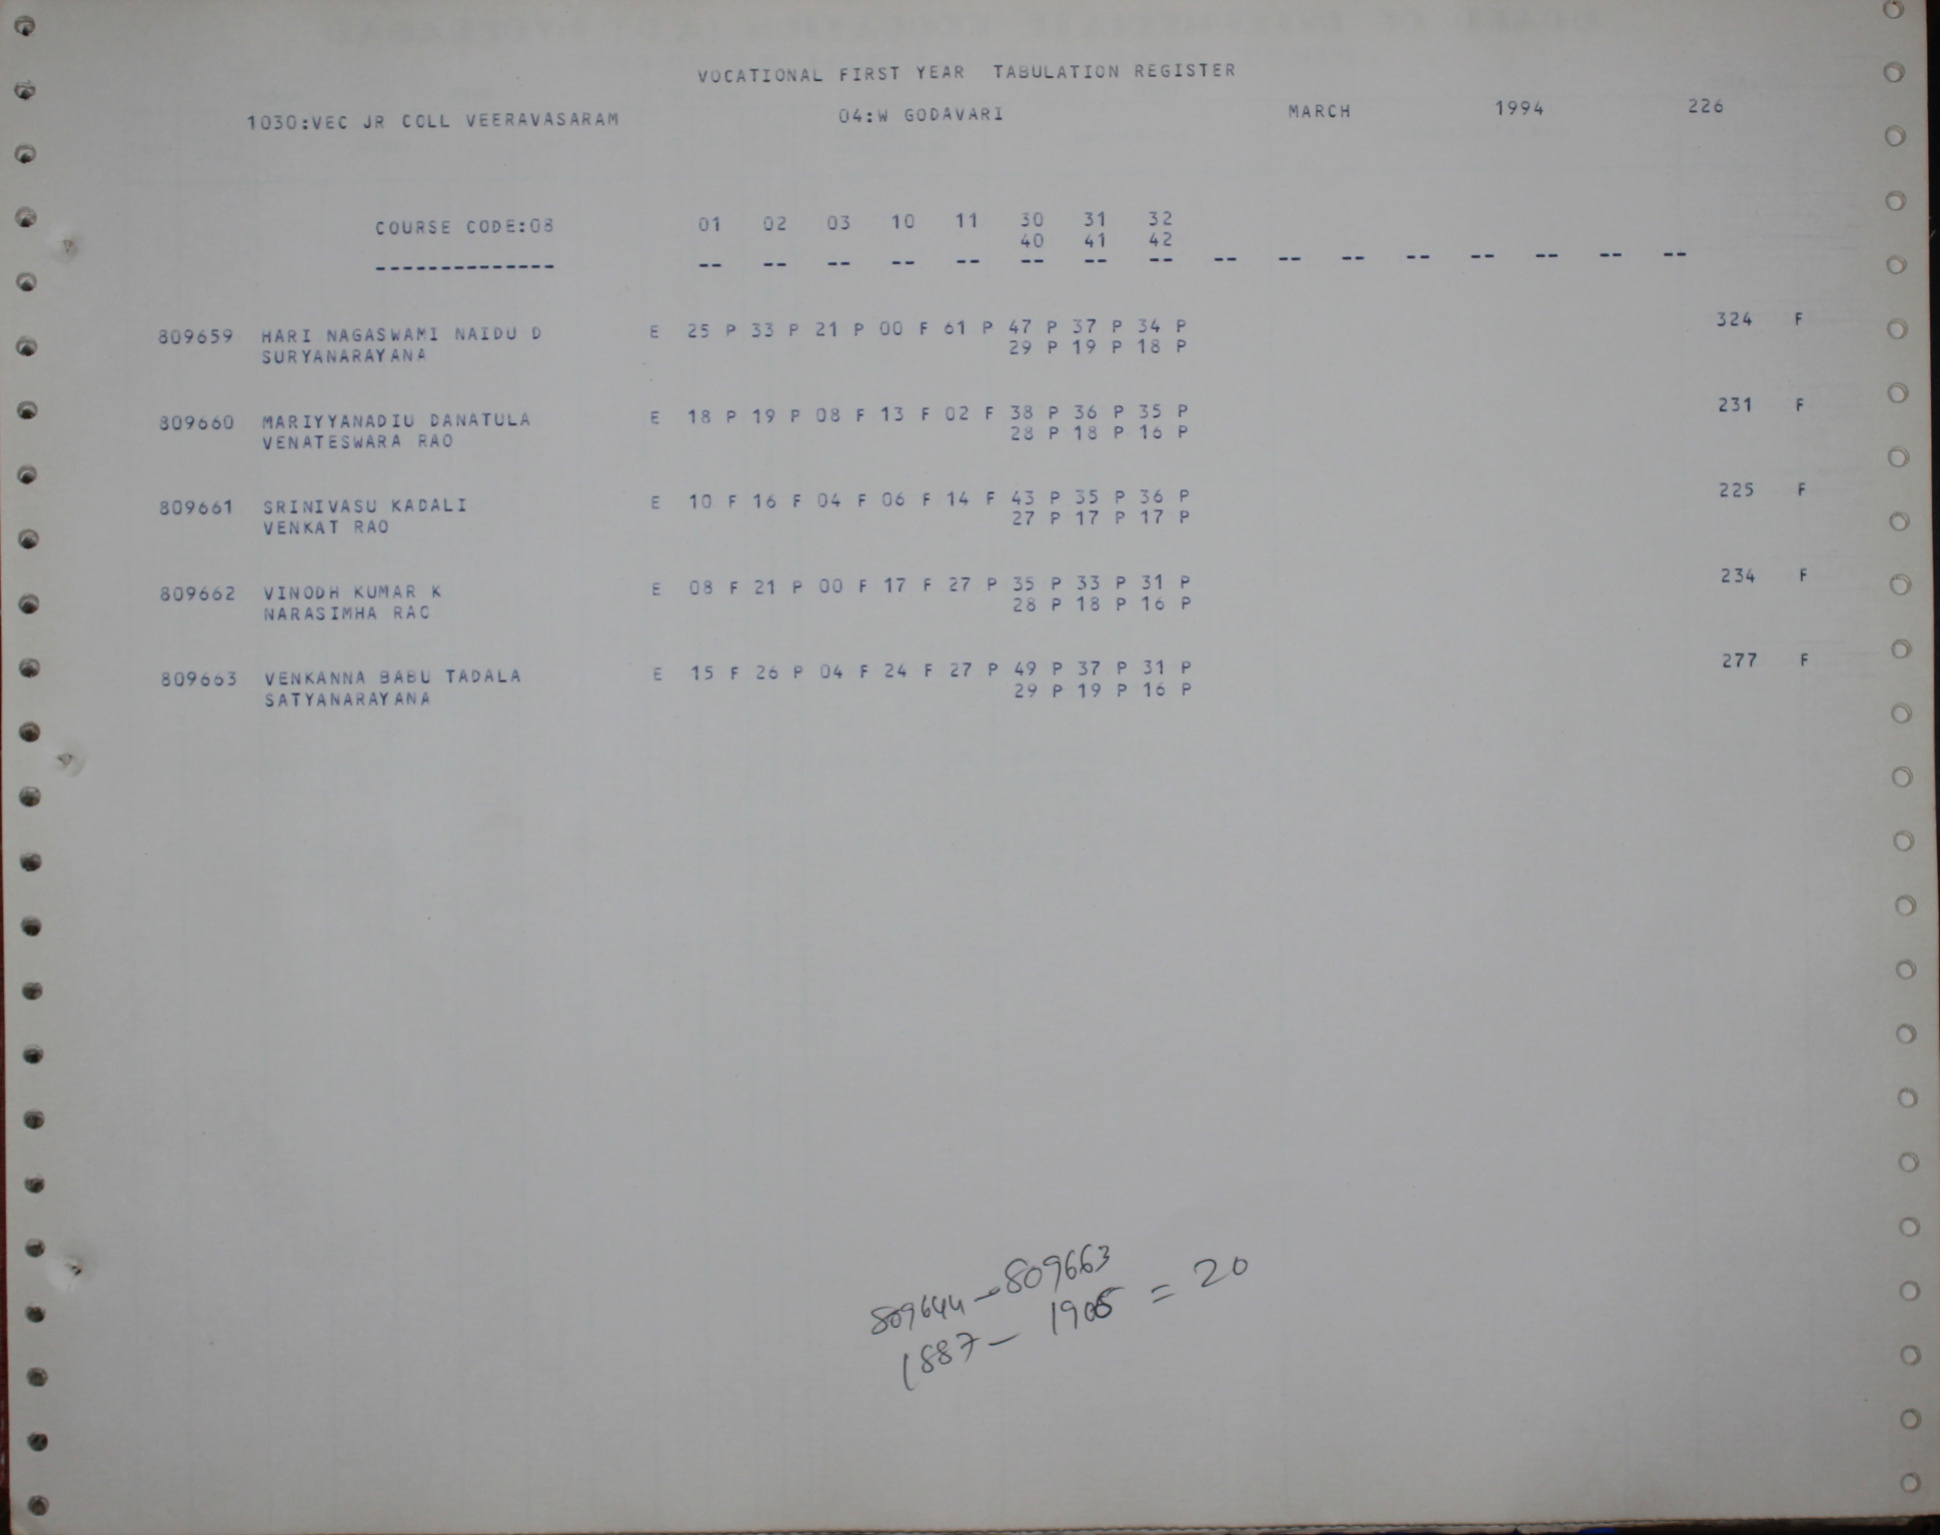 VOCATIONAL FIRST YEAR TABULATION REGISTER
1030:VEC JR COLL VEERAVASARAM 04:W GODAVARI MARCH 1994 226
COURSE CODE:08 01 02 03 10 11 30 31 32
40 41 42
-------------- -- -- -- -- -- -- -- -- -- -- -- -- -- -- -- --
809659 HARI NAGASWAMI NAIDU D E 25 P 33 P 21 P 00 F 61 P 47 P 37 P 34 P 324 F
SURYANARAYANA 29 P 19 P 18 P
809660 MARIYYANADIU DANATULA E 18 P 19 P 08 F 13 F 02 F 38 P 36 P 35 P 231 F
VENATESWARA RAO 28 P 18 P 16 P
809661 SRINIVASU KADALI E 10 F 16 F 04 F 06 F 14 F 43 P 35 P 36 P 225 F
VENKAT RAO 27 P 17 P 17 P
809662 VINODH KUMAR K E 08 F 21 P 00 F 17 F 27 P 35 P 33 P 31 P 234 F
NARASIMHA RAO 28 P 18 P 16 P
809663 VENKANNA BABU TADALA E 15 F 26 P 04 F 24 F 27 P 49 P 37 P 31 P 277 F
SATYANARAYANA 29 P 19 P 16 P
809644 - 809663
1887 - = 20